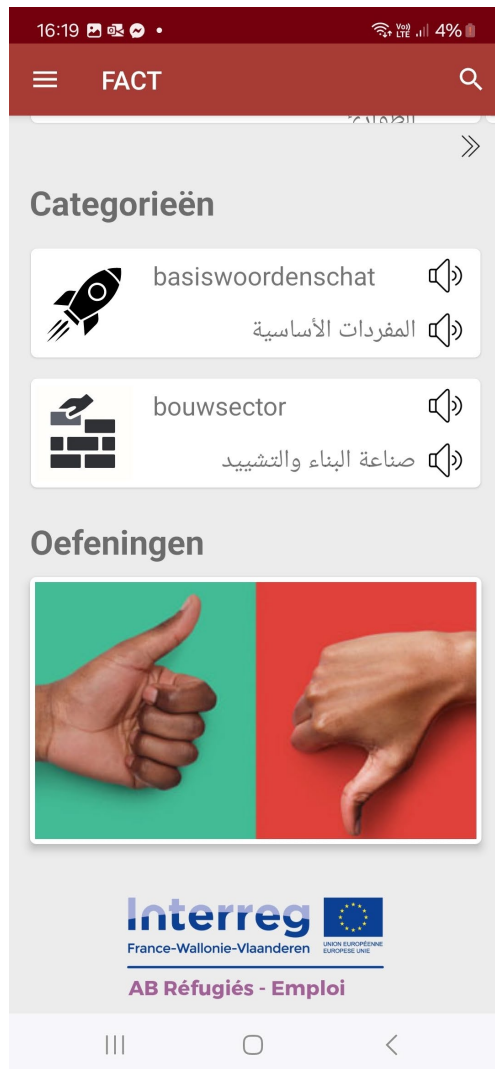 16:19
4%
FACT
Categorieën
basiswoordenschat
المفردات الأساسية
bouwsector
صناعة البناء والتشييد
Oefeningen
Interreg
France-Wallonie-Vlaanderen
UNION EUROPÉENNE
EUROPESE UNIE
AB Réfugiés - Emploi